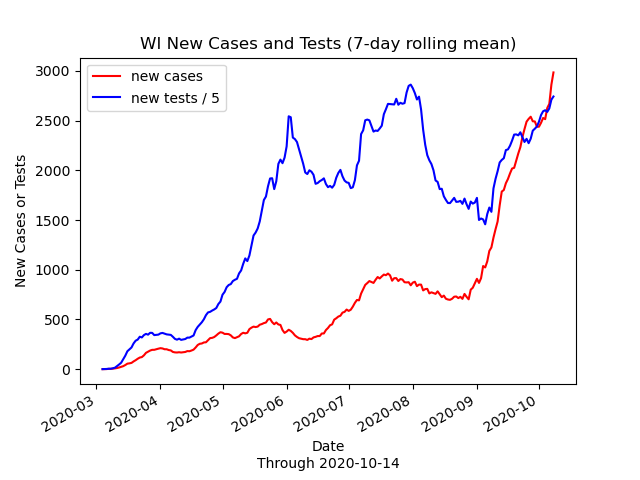 WI New Cases and Tests (7-day rolling mean)
new cases
new tests / 5
New Cases or Tests
3000
2500
2000
1500
1000
500
0
2020-03
2020-04
2020-05
2020-06
2020-07
2020-08
2020-09
2020-10
Date
Through 2020-10-14